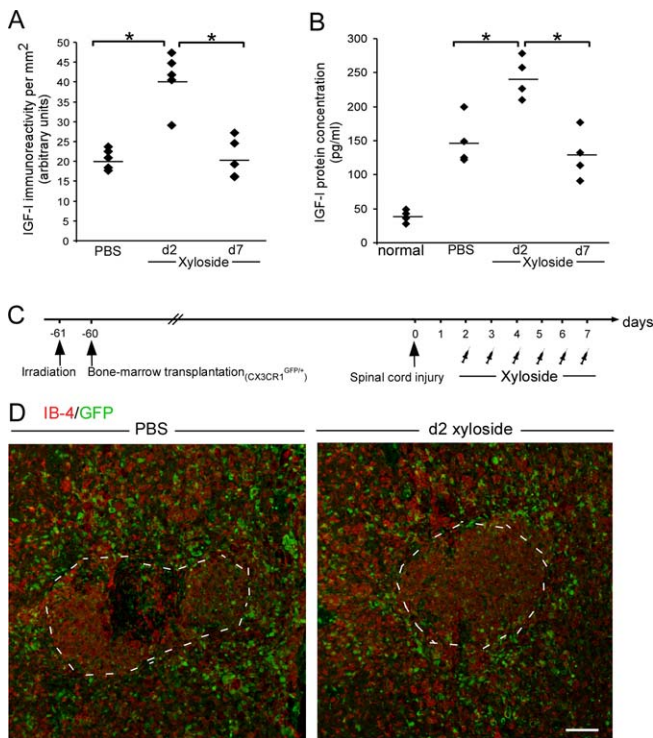 A
IGF-I immunoreactivity per mm2
(arbitrary units)
50
45
40
35
30
25
20
15
10
5
0
* *
PBS d2 d7
Xyloside
B
IGF-I protein concentration
(pg/ml)
300
250
200
150
100
50
0
* *
normal PBS d2 d7
Xyloside
C
-61 -60 0 1 2 3 4 5 6 7 days
Irradiation Bone-marrow transplantation(CX3CR1GFP/+) Spinal cord injury Xyloside
D IB-4/GFP
PBS d2 xyloside